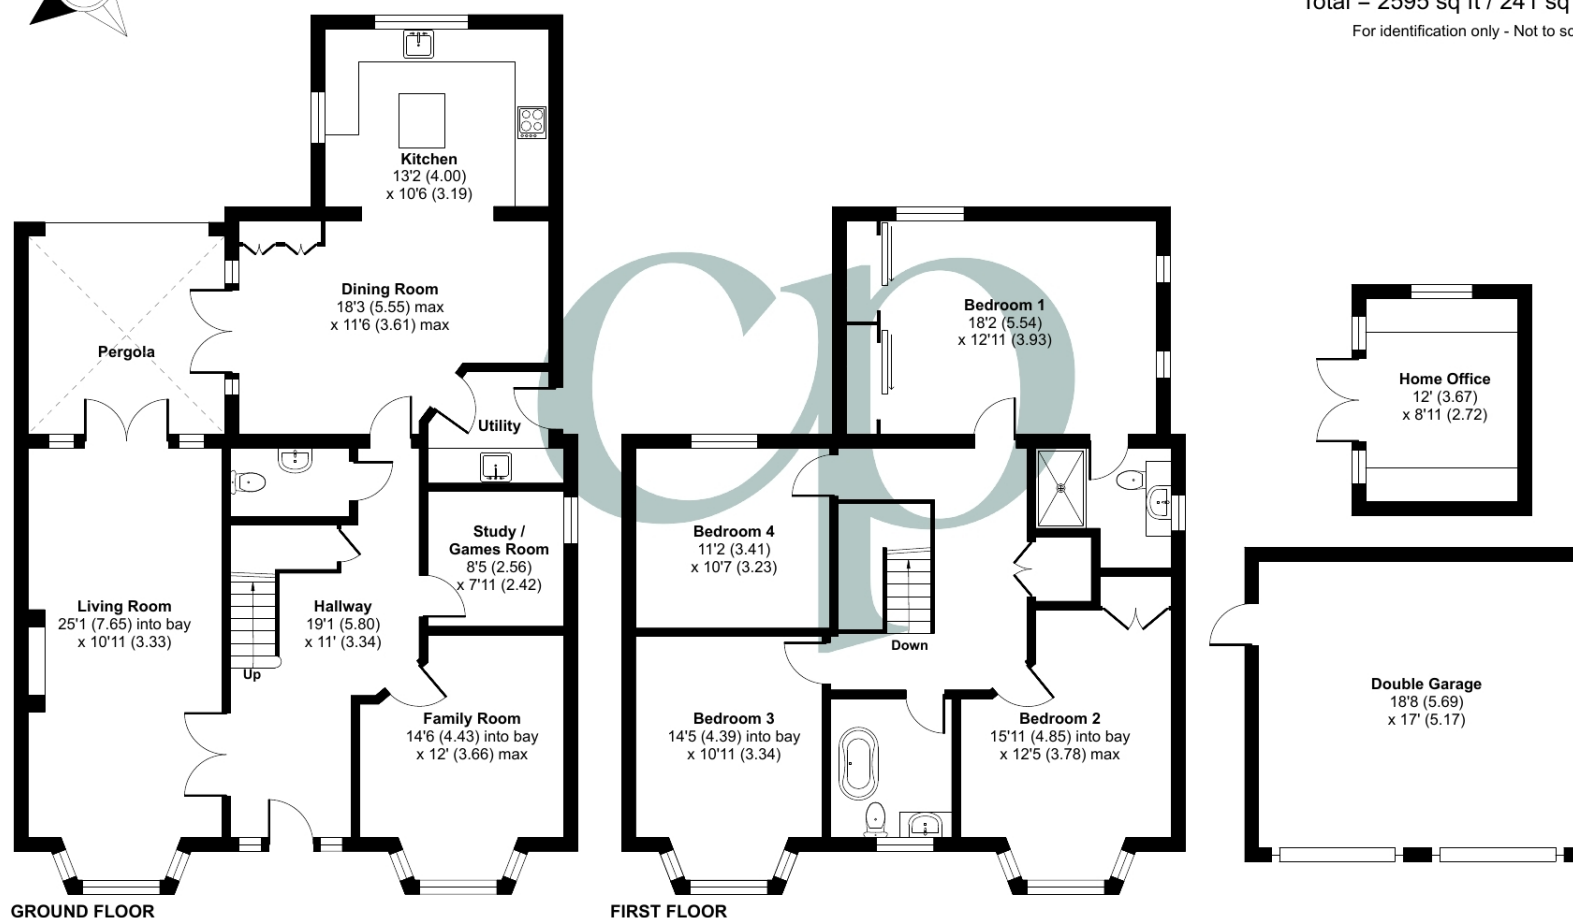 Total = 2595 sq ft / 241 sq
For identification only - Not to sc
Kitchen
13'2 (4.00)
x 10'6 (3.19)
Dining Room
18'3 (5.55) max
x 11'6 (3.61) max
Pergola
Utility
Study /
Games Room
8'5 (2.56)
x 7'11 (2.42)
Living Room
25'1 (7.65) into bay
x 10'11 (3.33)
Hallway
19'1 (5.80)
x 11' (3.34)
Up
Family Room
14'6 (4.43) into bay
x 12' (3.66) max
GROUND FLOOR
cp
Bedroom 1
18'2 (5.54)
x 12'11 (3.93)
Bedroom 4
11'2 (3.41)
x 10'7 (3.23)
Down
Bedroom 3
14'5 (4.39) into bay
x 10'11 (3.34)
Bedroom 2
15'11 (4.85) into bay
x 12'5 (3.78) max
FIRST FLOOR
Home Office
12' (3.67)
x 8'11 (2.72)
Double Garage
18'8 (5.69)
x 17' (5.17)